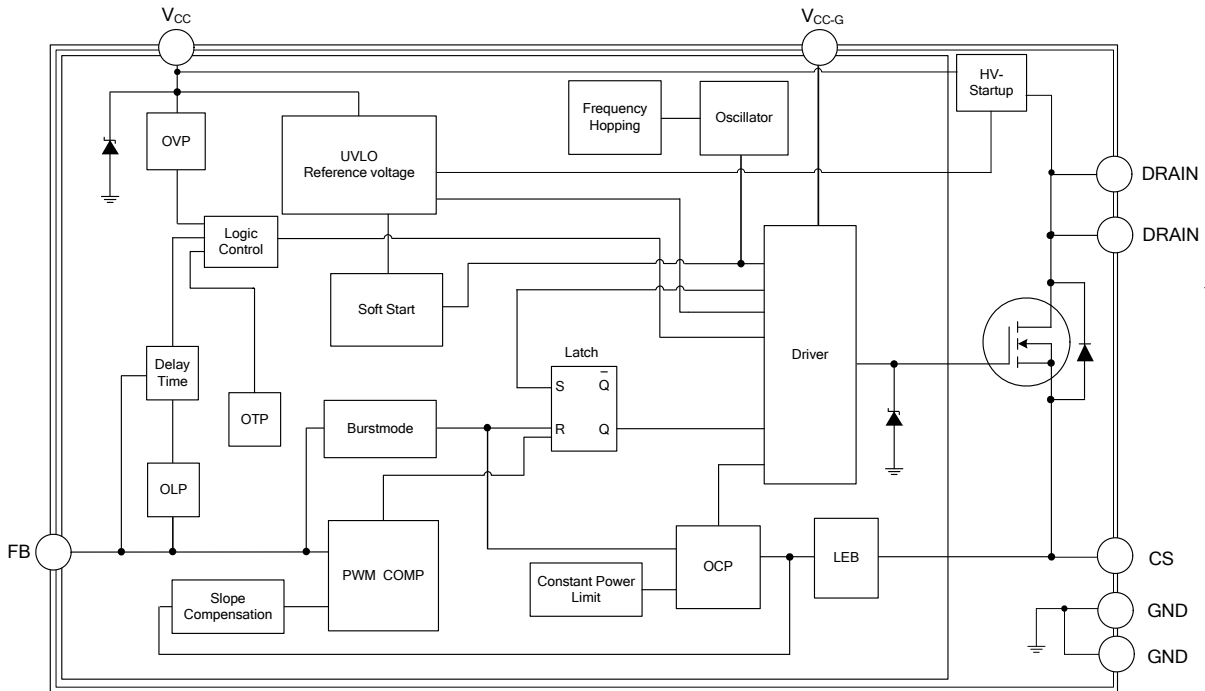 VCC
VCC-G
HV-
Startup
Frequency
Hopping
Oscillator
OVP
UVLO
Reference voltage
DRAIN
DRAIN
Logic
Control
Soft Start
Latch
Driver
Delay
Time
S
Q
OTP
Burstmode
R
Q
OLP
FB
PWM COMP
OCP
LEB
CS
Constant Power
Limit
Slope
Compensation
GND
GND